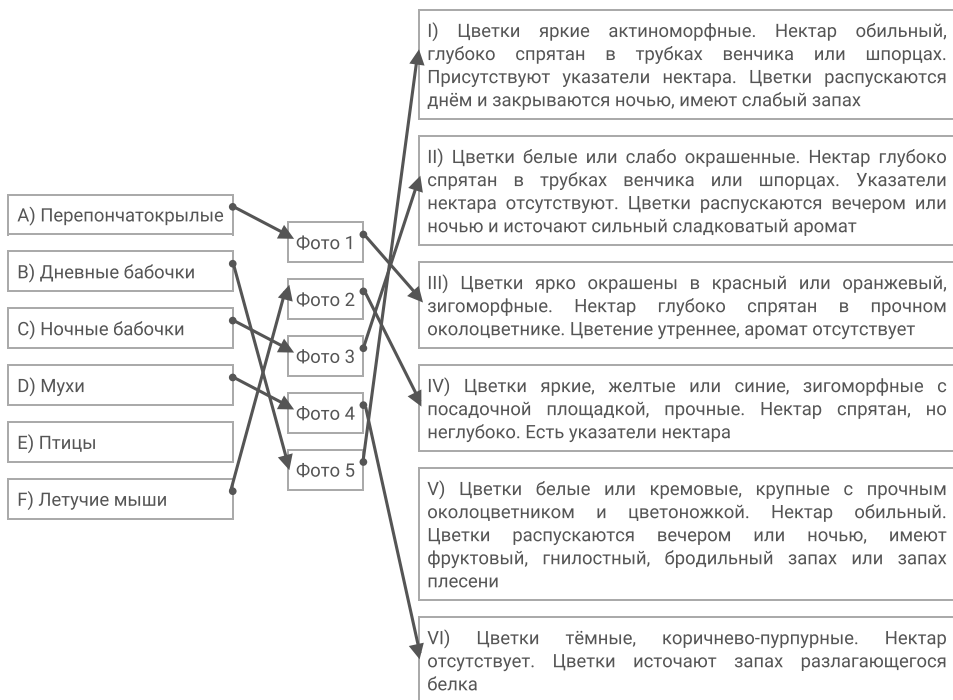 A) Перепончатокрылые
B) Дневные бабочки
C) Ночные бабочки
D) Мухи
E) Птицы
F) Летучие мыши
Фото 1
Фото 2
Фото 3
Фото 4
Фото 5
I) Цветки яркие актиноморфные. Нектар обильный,
глубоко спрятан в трубках венчика или шпорцах.
Присутствуют указатели нектара. Цветки распускаются
днём и закрываются ночью, имеют слабый запах
II) Цветки белые или слабо окрашенные. Нектар глубоко
спрятан в трубках венчика или шпорцах. Указатели
нектара отсутствуют. Цветки распускаются вечером или
ночью и источают сильный сладковатый аромат
III) Цветки ярко окрашены в красный или оранжевый,
зигоморфные. Нектар глубоко спрятан в прочном
околоцветнике. Цветение утреннее, аромат отсутствует
IV) Цветки яркие, желтые или синие, зигоморфные с
посадочной площадкой, прочные. Нектар спрятан, но
неглубоко. Есть указатели нектара
V) Цветки белые или кремовые, крупные с прочным
околоцветником и цветоножкой. Нектар обильный.
Цветки распускаются вечером или ночью, имеют
фруктовый, гнилостный, бродильный запах или запах
плесени
VI) Цветки тёмные, коричнево-пурпурные. Нектар
отсутствует. Цветки источают запах разлагающегося
белка